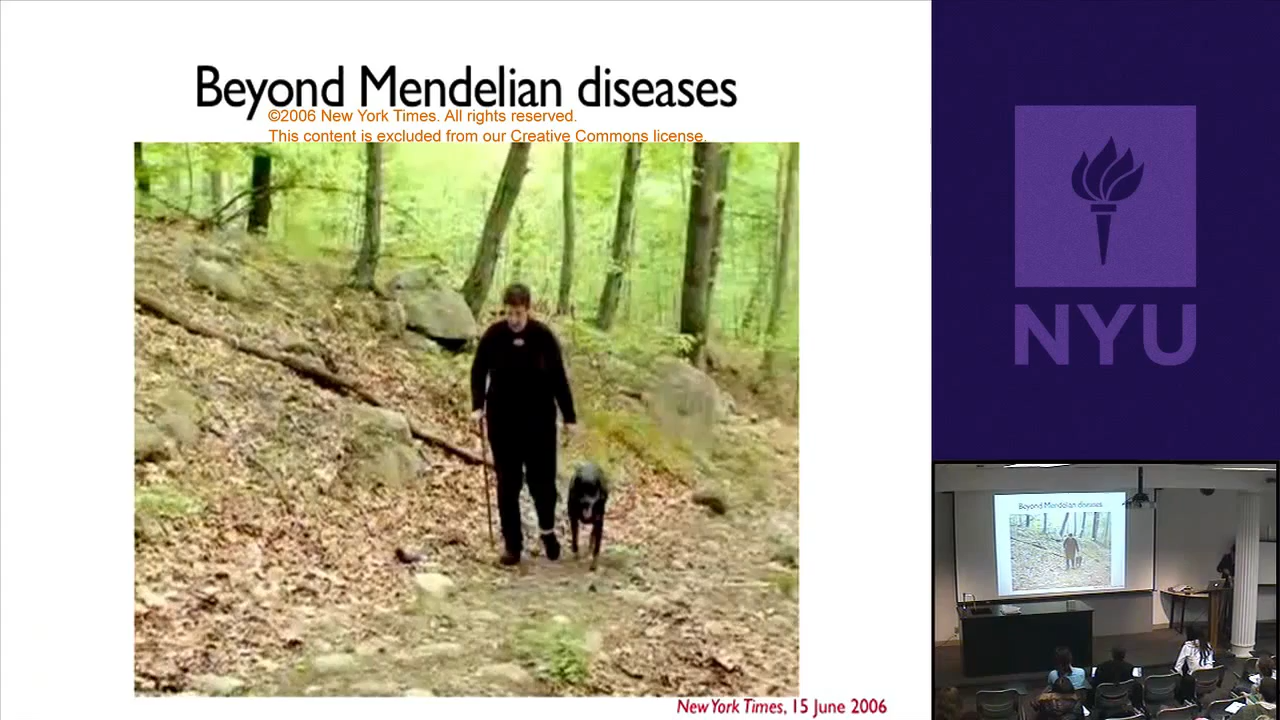 Beyond Mendelian diseases
©2006 New York Times. All rights reserved.
This content is excluded from our Creative Commons license.
New York Times, 15 June 2006
NYU
Beyond Mendelian diseases